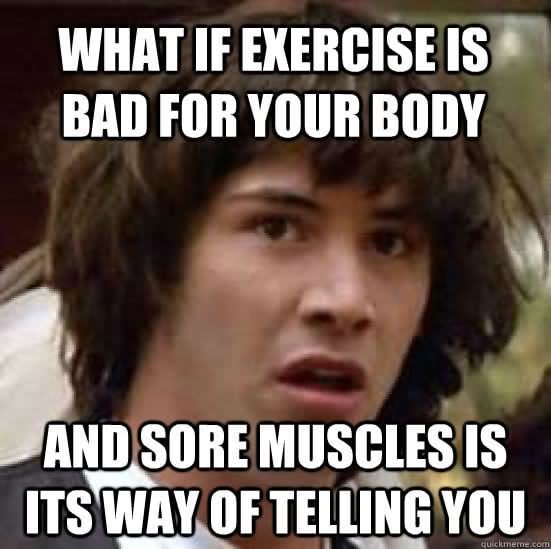 WHAT IF EXERCISE IS
BAD FOR YOUR BODY
AND SORE MUSCLES IS
ITS WAY OF TELLING YOU
quickmeme.com